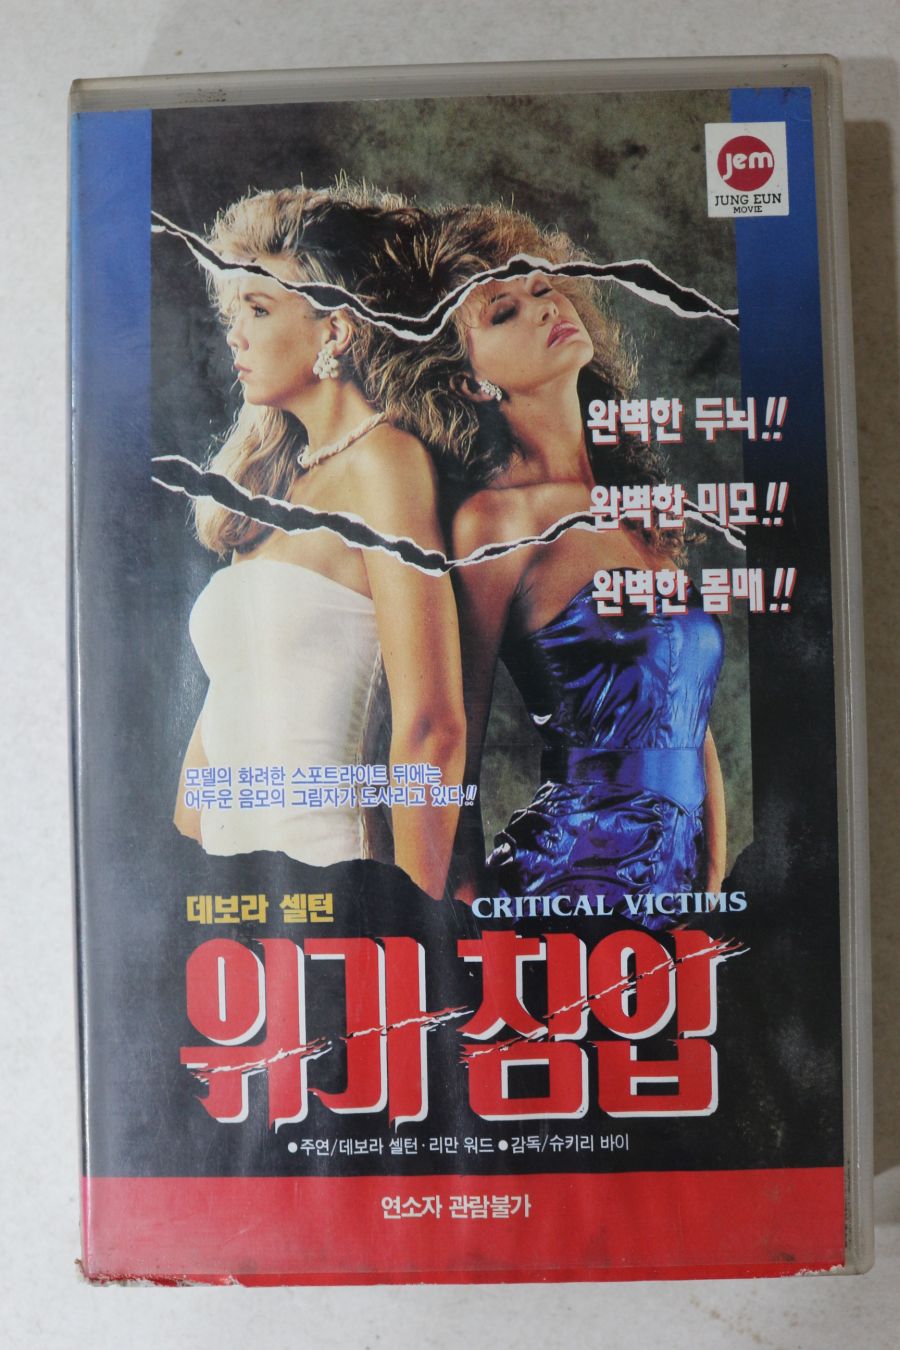 jem
JUNG EUN
MOVIE
완벽한 두뇌!!
완벽한 미모!!
완벽한 몸매!!
모델의 화려한 스포트라이트 뒤에는
어두운 음모의 그림자가 도사리고 있다!!
데보라 셀턴
CRITICAL VICTIMS
위기 침입
●주연/데보라 셀턴·리만 워드●감독/슈키리 바이
연소자 관람불가